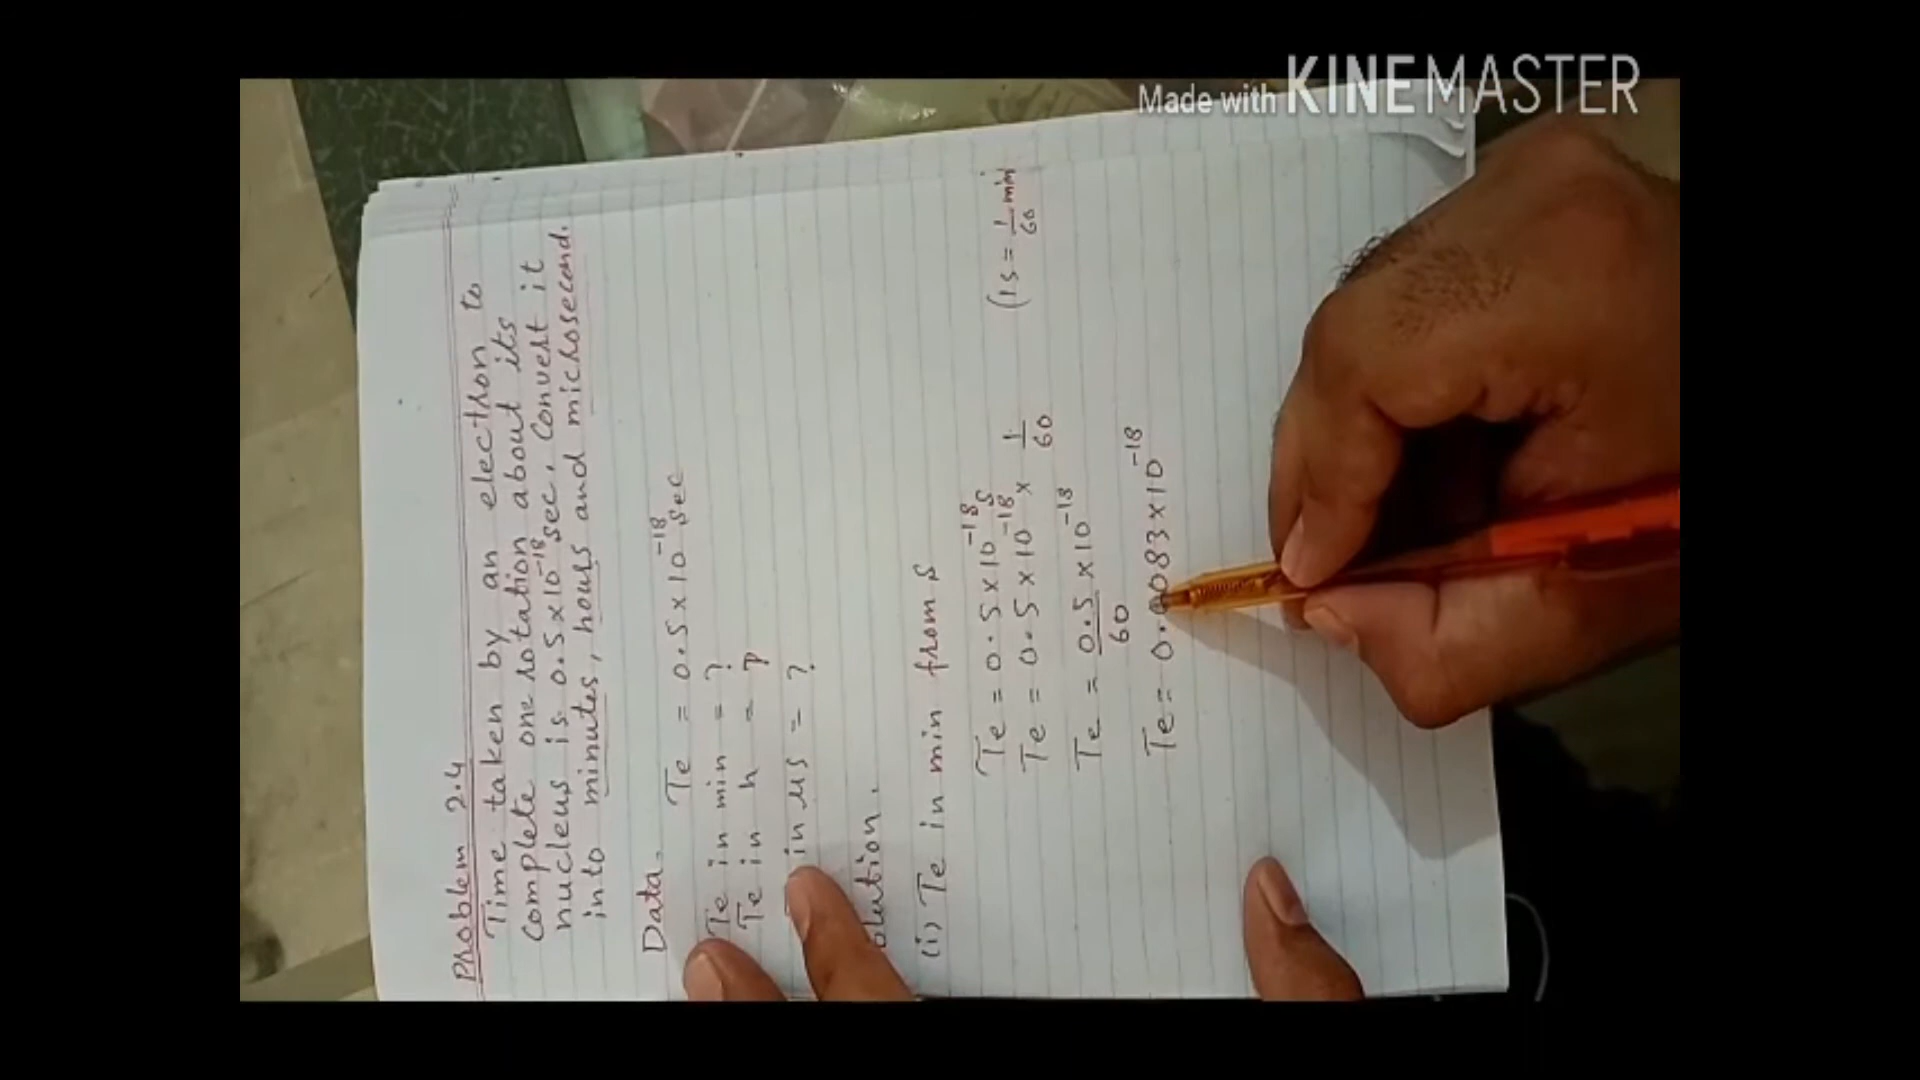 Made with KINEMASTER
Problem 2.4
Time taken by an electron to
complete one rotation about its
nucleus is 0.5 x 10⁻¹⁸ sec. Convert it
into minutes, hours and microsecond.
Data.
Te = 0.5 x 10⁻¹⁸ sec
Te in min = ?
Te in h = ?
in μs = ?
olution.
(i) Te in min from s
Te = 0.5 x 10⁻¹⁸ s
Te = 0.5 x 10⁻¹⁸ x 1/60 (1s = 1/60 min
Te = 0.5/60 x 10⁻¹⁸
Te = 0.0083 x 10⁻¹⁸